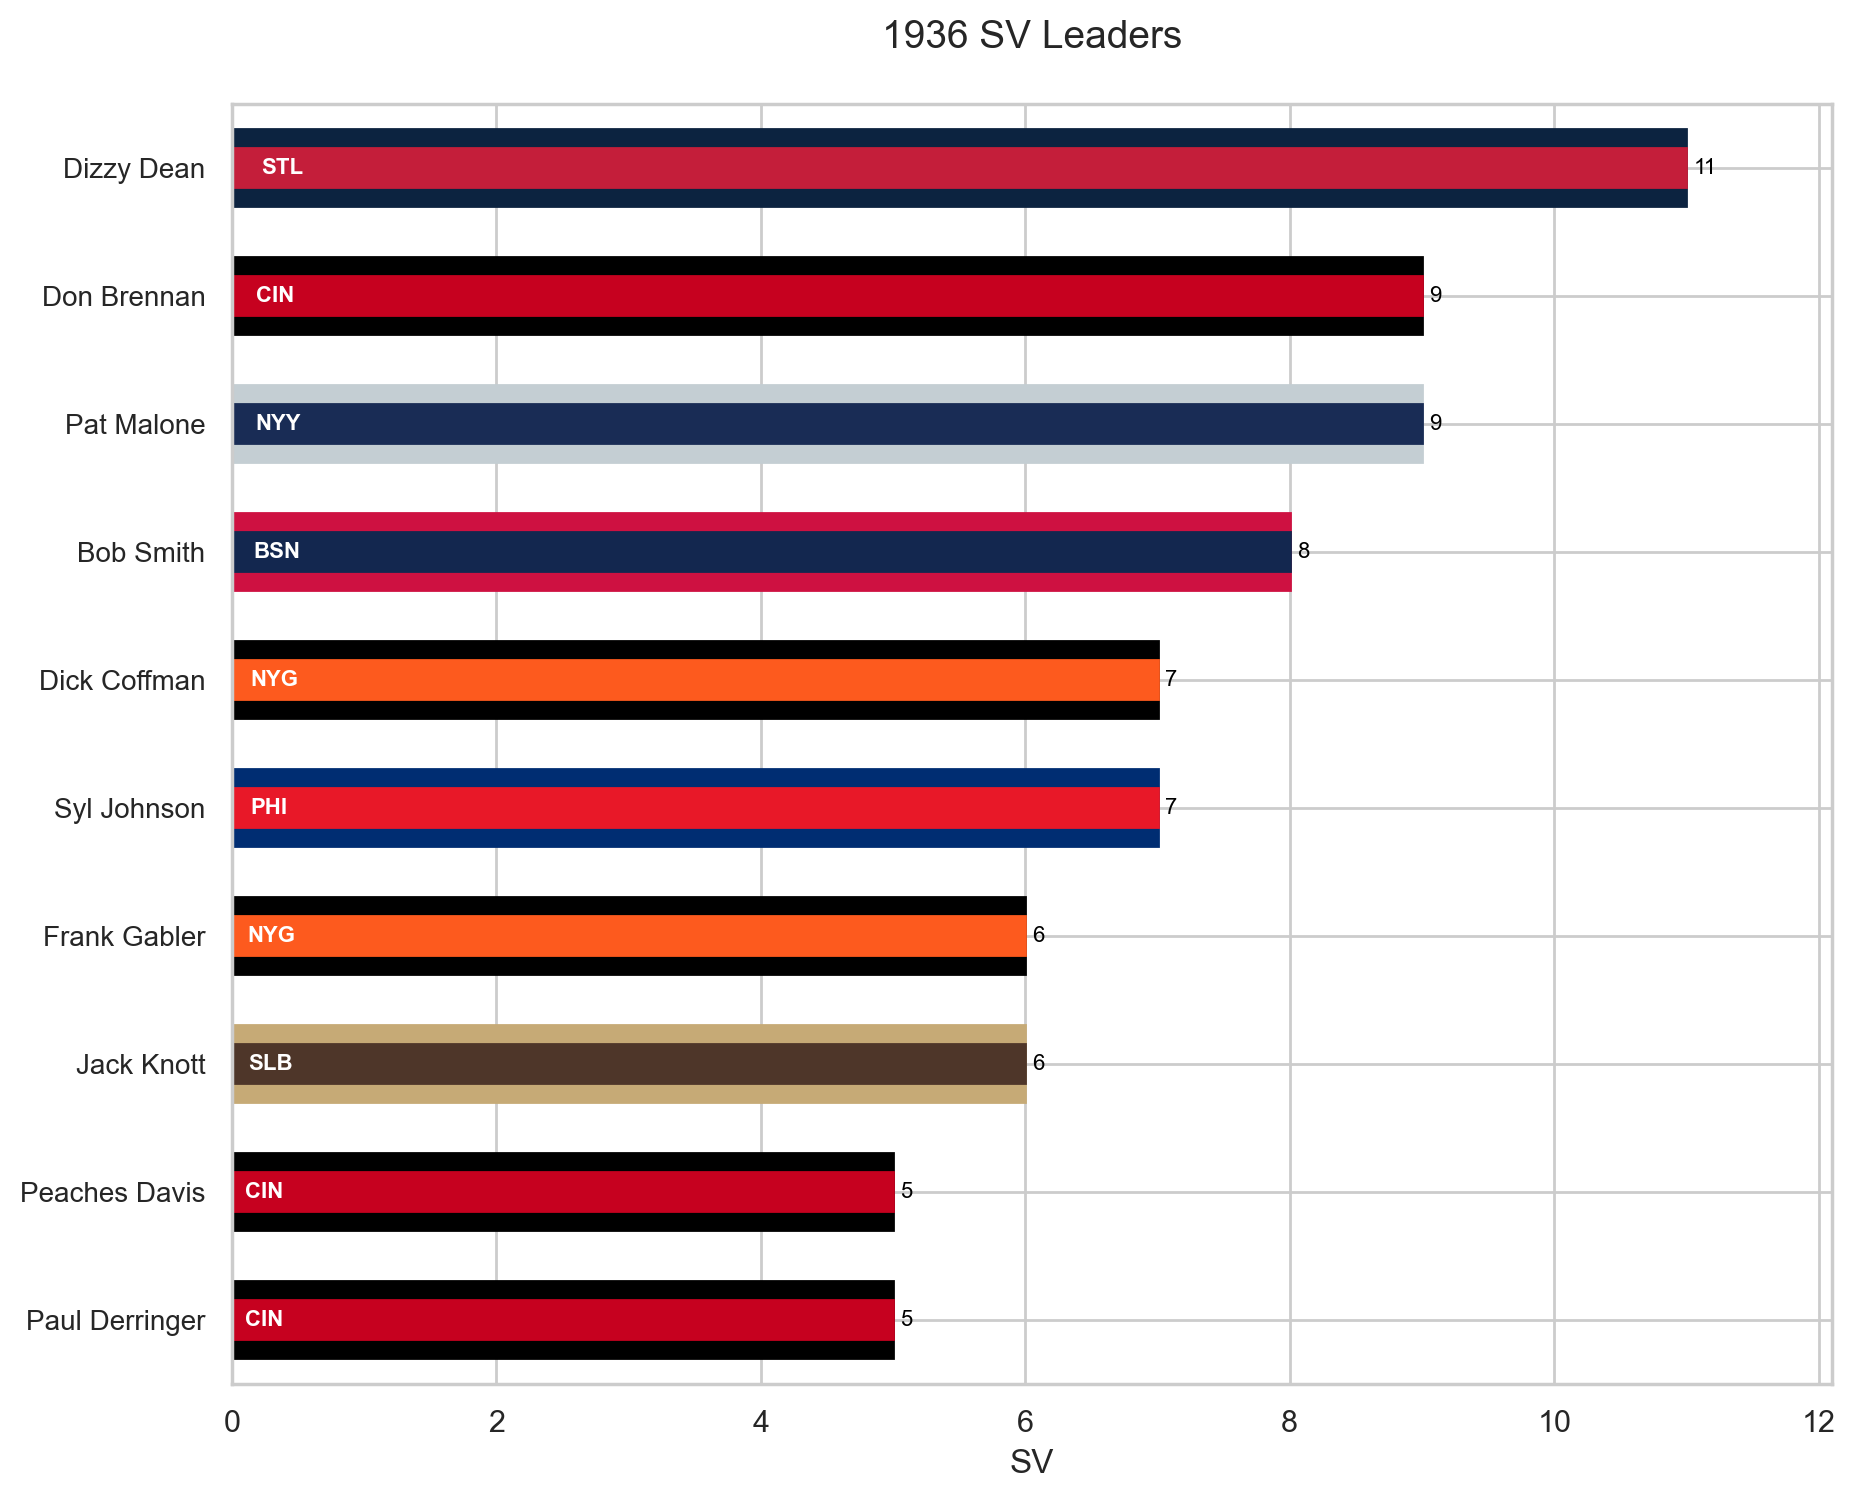 1936 SV Leaders
Dizzy Dean STL 11
Don Brennan CIN 9
Pat Malone NYY 9
Bob Smith BSN 8
Dick Coffman NYG 7
Syl Johnson PHI 7
Frank Gabler NYG 6
Jack Knott SLB 6
Peaches Davis CIN 5
Paul Derringer CIN 5
0 2 4 6 8 10 12
SV